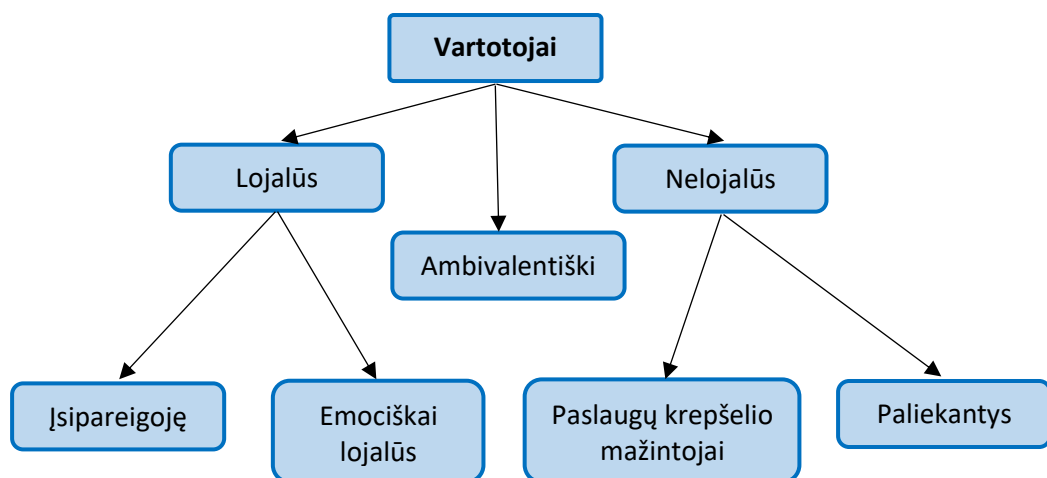 Vartotojai
Lojalūs
Nelojalūs
Ambivalentiški
Įsipareigoję
Emociškai
lojalūs
Paslaugų krepšelio
mažintojai
Paliekantys